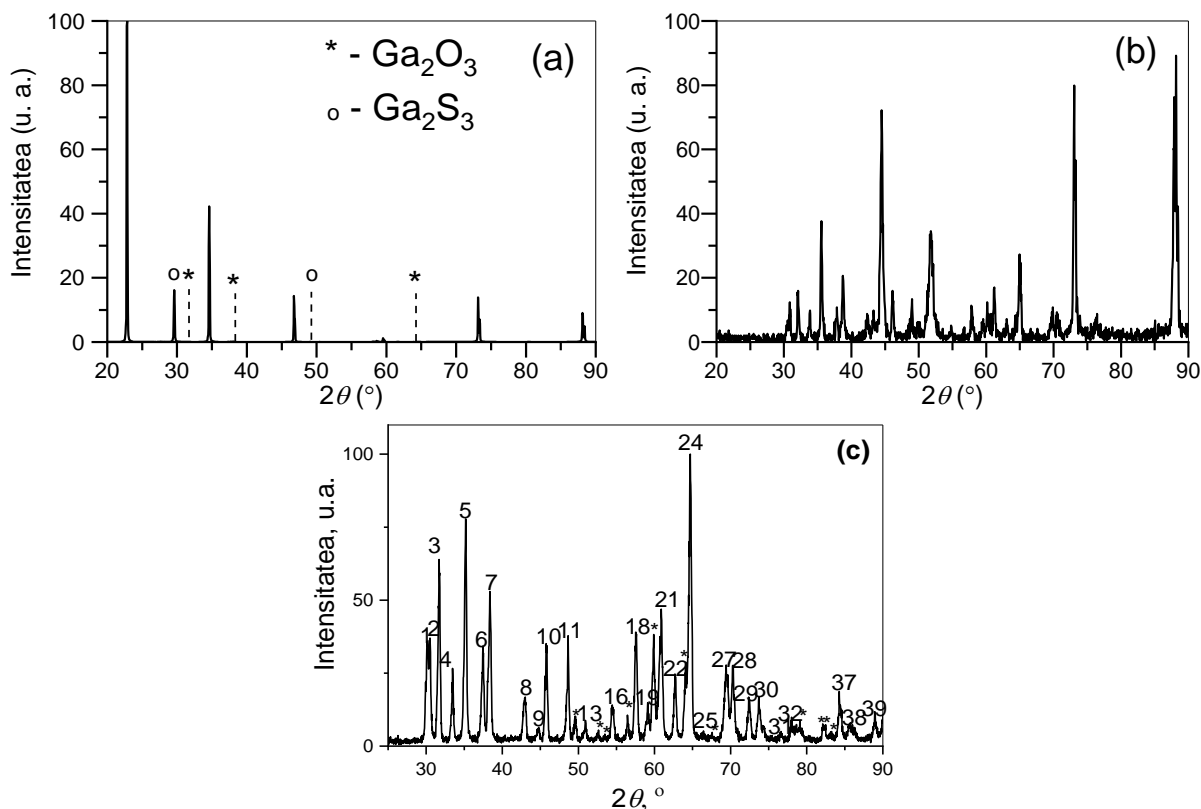 (a)
* - Ga2O3
o - Ga2S3
Intensitatea (u. a.)
100
80
60
40
20
0
o * * o *
20 30 40 50 60 70 80 90
2θ (°)
(b)
Intensitatea (u. a.)
100
80
60
40
20
0
20 30 40 50 60 70 80 90
2θ (°)
(c)
Intensitatea, u.a.
100
50
0
1 2 3 4 5 6 7 8 9 10 11 * 13 * * 16 * 18 19 * 21 22 * 24 25 * 27 28 29 30 32 * ** * 37 38 39
30 40 50 60 70 80 90
2θ, °